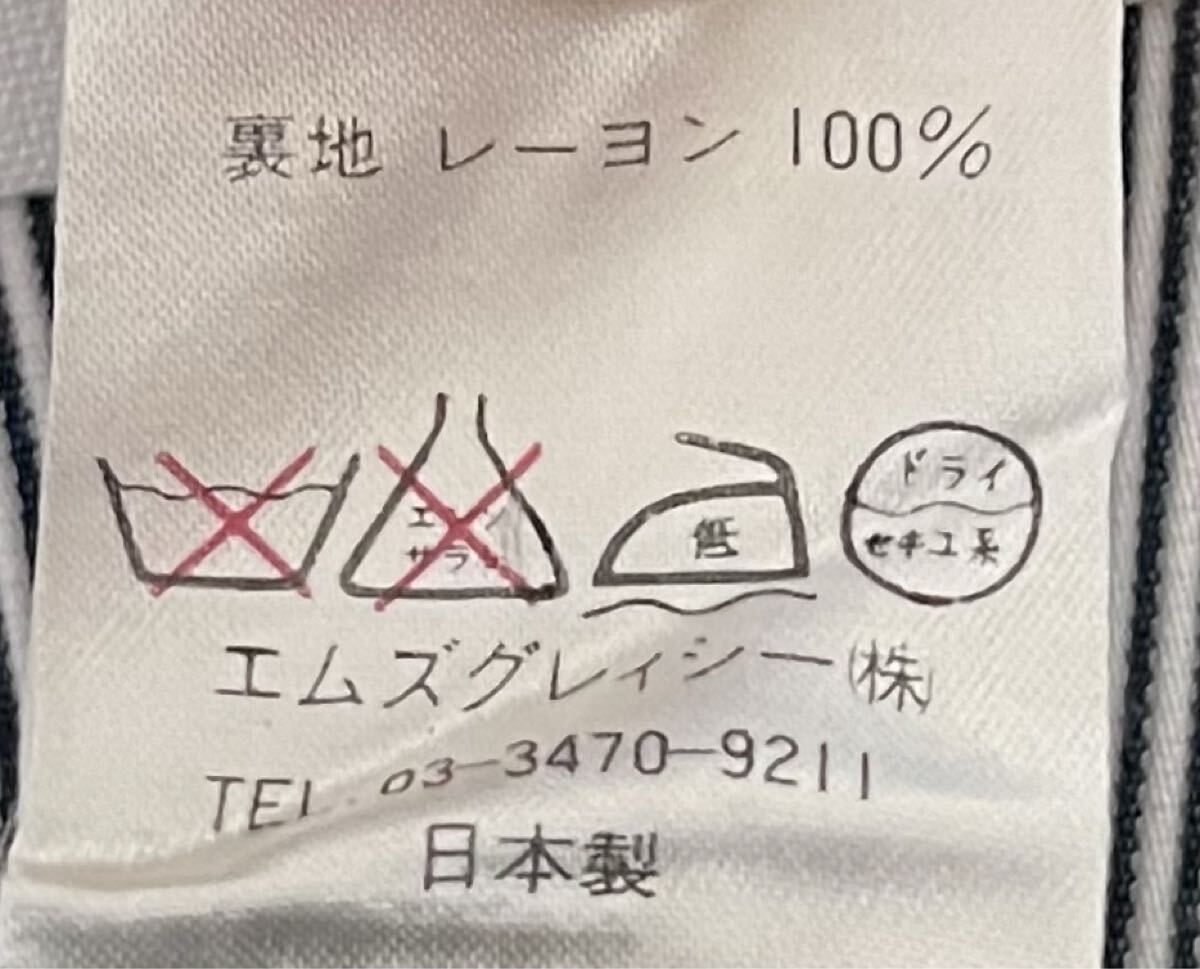 裏地 レーヨン 100%
エンソ
サラシ
低
ドライ
セキユ系
エムズグレィシー㈱
TEL. 03-3470-9211
日本製